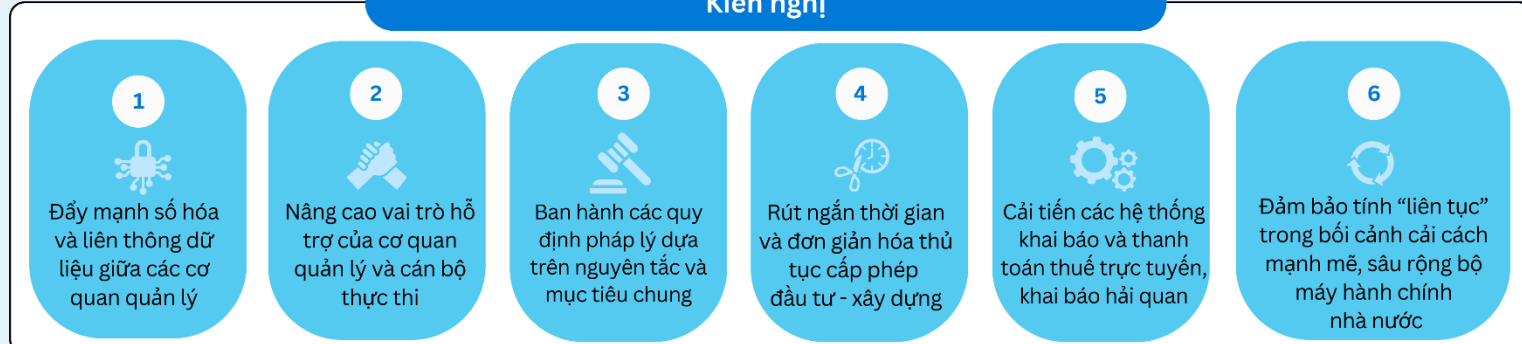 Kiến nghị
1
Đẩy mạnh số hóa
và liên thông dữ
liệu giữa các cơ
quan quản lý
2
Nâng cao vai trò hỗ
trợ của cơ quan
quản lý và cán bộ
thực thi
3
Ban hành các quy
định pháp lý dựa
trên nguyên tắc và
mục tiêu chung
4
Rút ngắn thời gian
và đơn giản hóa thủ
tục cấp phép
đầu tư - xây dựng
5
Cải tiến các hệ thống
khai báo và thanh
toán thuế trực tuyến,
khai báo hải quan
6
Đảm bảo tính “liên tục”
trong bối cảnh cải cách
mạnh mẽ, sâu rộng bộ
máy hành chính
nhà nước